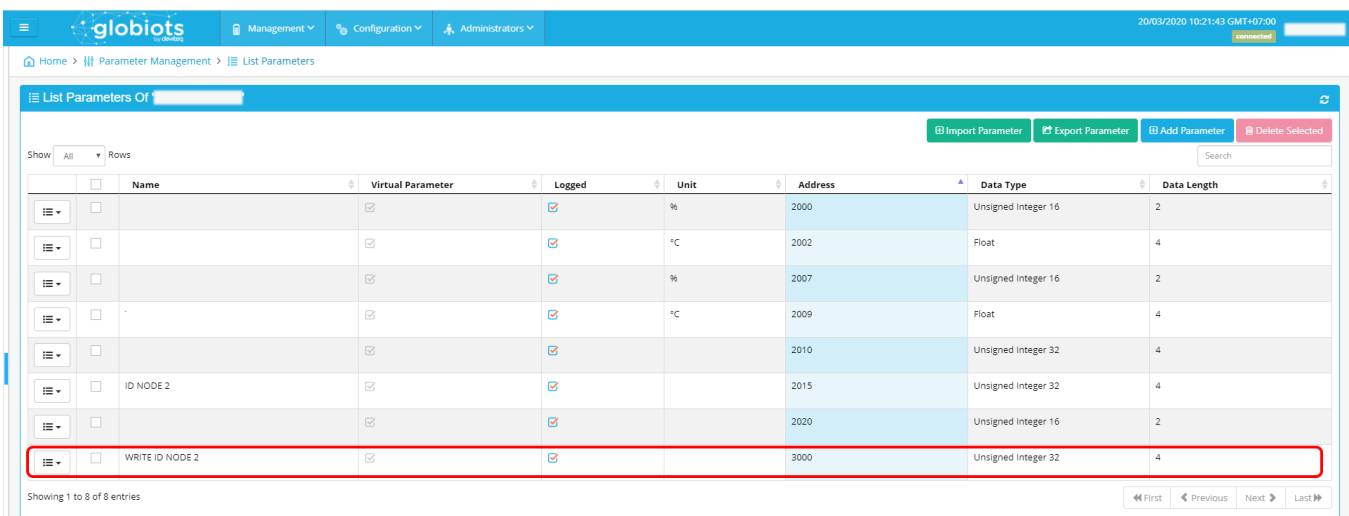 globiots
by deviteq
Management
Configuration
Administrators
20/03/2020 10:21:43 GMT+07:00
connected
Home > Parameter Management > List Parameters
List Parameters Of '
Import Parameter Export Parameter Add Parameter Delete Selected
Show All Rows Search
Name Virtual Parameter Logged Unit Address Data Type Data Length
% 2000 Unsigned Integer 16 2
°C 2002 Float 4
% 2007 Unsigned Integer 16 2
°C 2009 Float 4
2010 Unsigned Integer 32 4
ID NODE 2 2015 Unsigned Integer 32 4
2020 Unsigned Integer 16 2
WRITE ID NODE 2 3000 Unsigned Integer 32 4
Showing 1 to 8 of 8 entries First Previous Next Last